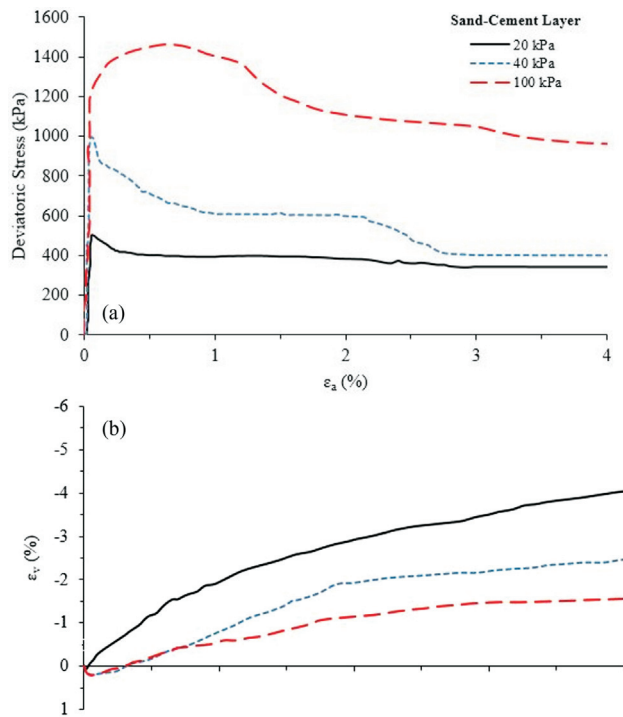 1600
1400
1200
1000
800
600
400
200
0
Deviatoric Stress (kPa)
Sand-Cement Layer
20 kPa
40 kPa
100 kPa
(a)
0
1
2
3
4
εa (%)
-6
-5
-4
-3
-2
-1
0
1
εv (%)
(b)